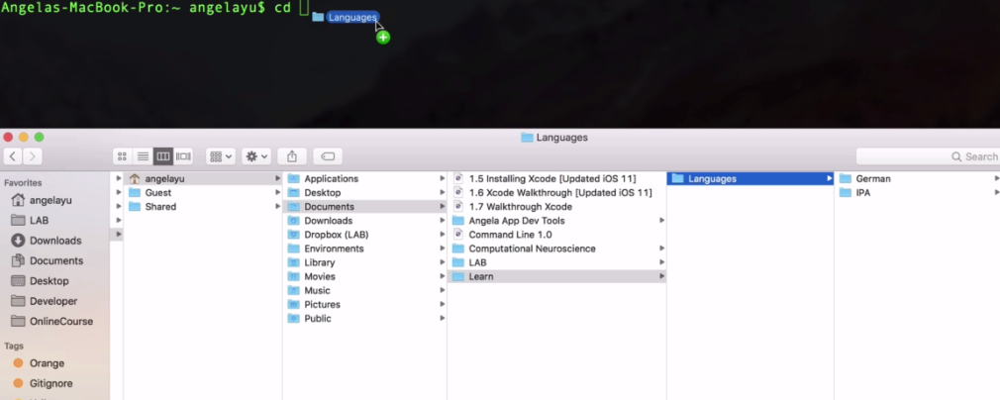 Angelas-MacBook-Pro:~ angelayu$ cd
Languages
Languages
Search
Favorites
angelayu
LAB
Downloads
Documents
Desktop
Developer
OnlineCourse
Tags
Orange
Gitignore
angelayu
Guest
Shared
Applications
Desktop
Documents
Downloads
Dropbox (LAB)
Environments
Library
Movies
Music
Pictures
Public
1.5 Installing Xcode [Updated iOS 11]
1.6 Xcode Walkthrough [Updated iOS 11]
1.7 Walkthrough Xcode
Angela App Dev Tools
Command Line 1.0
Computational Neuroscience
LAB
Learn
Languages
German
IPA